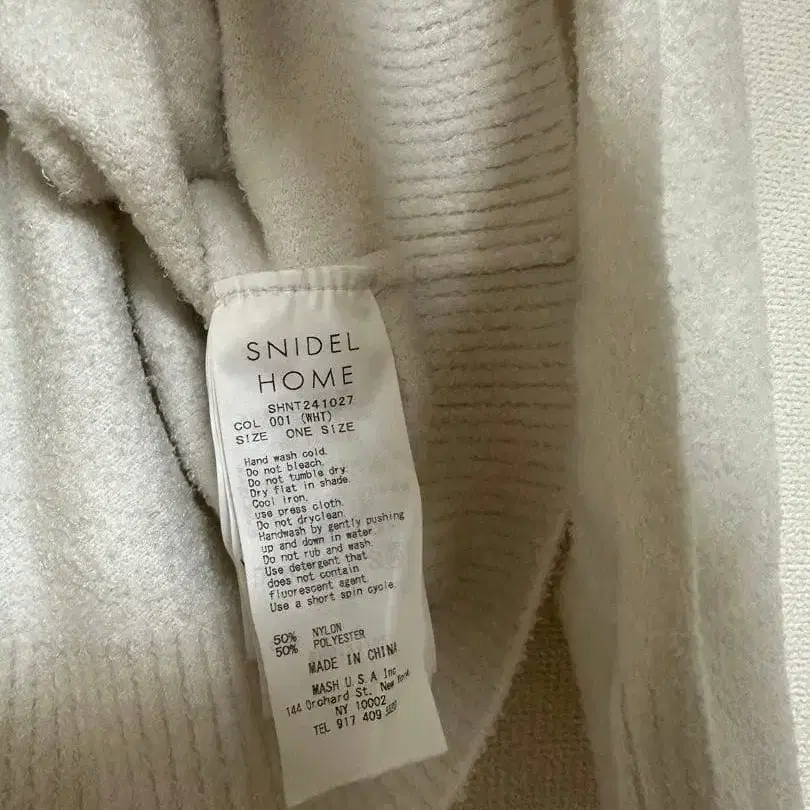 SNIDEL
HOME
SHNT241027
COL 001 (WHT)
SIZE ONE SIZE
Hand wash cold.
Do not bleach.
Do not tumble dry.
Dry flat in shade.
Cool iron,
use press cloth.
Do not dryclean.
Handwash by gently pushing
up and down in water.
Do not rub and wash.
Use detergent that
does not contain
fluorescent agent.
Use a short spin cycle.
50% NYLON
50% POLYESTER
MADE IN CHINA
MASH U.S.A Inc
144 Orchard St. New York
NY 10002
TEL 917 409